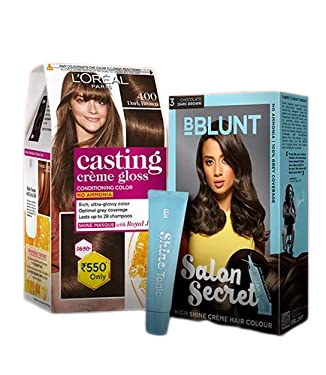 L'ORÉAL
PARIS
400
Dark Brown
casting
crème gloss
CONDITIONING COLOR
NO AMMONIA
Rich, ultra-glossy color
Optimal grey coverage
Lasts up to 28 shampoos
SHINE MASQUE with Royal J
₹550
Only
3
CHOCOLATE
DARK BROWN
BBLUNT
NO AMMONIA | 100% GREY COVERAGE
Salon
Secret
HIGH SHINE CRÈME HAIR COLOUR
Shine Tonic